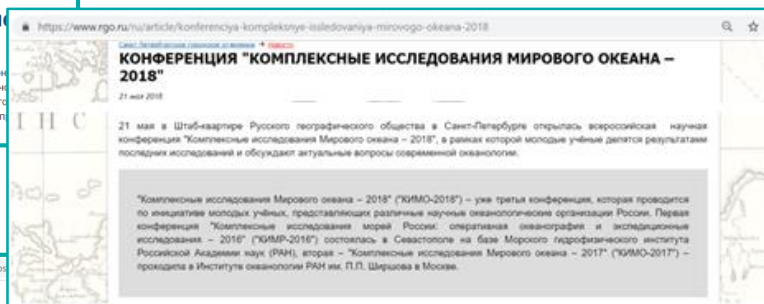 https://www.rgo.ru/ru/article/konferenciya-kompleksnye-issledovaniya-mirovogo-okeana-2018
Новости
КОНФЕРЕНЦИЯ "КОМПЛЕКСНЫЕ ИССЛЕДОВАНИЯ МИРОВОГО ОКЕАНА –
2018"
21 мая 2018
21 мая в Штаб-квартире Русского географического общества в Санкт-Петербурге открылась всероссийская научная
конференция "Комплексные исследования Мирового океана – 2018", в рамках которой молодые учёные делятся результатами
последних исследований и обсуждают актуальные вопросы современной океанологии.
"Комплексные исследования Мирового океана – 2018" ("КИМО-2018") – уже третья конференция, которая проводится
по инициативе молодых учёных, представляющих различные научные океанологические организации России. Первая
конференция "Комплексные исследования морей России: оперативная океанография и экспедиционные
исследования – 2016" ("КИМР-2016") состоялась в Севастополе на базе Морского гидрофизического института
Российской Академии наук (РАН), вторая – "Комплексные исследования Мирового океана – 2017" ("КИМО-2017") –
проходила в Институте океанологии РАН им. П.П. Ширшова в Москве.